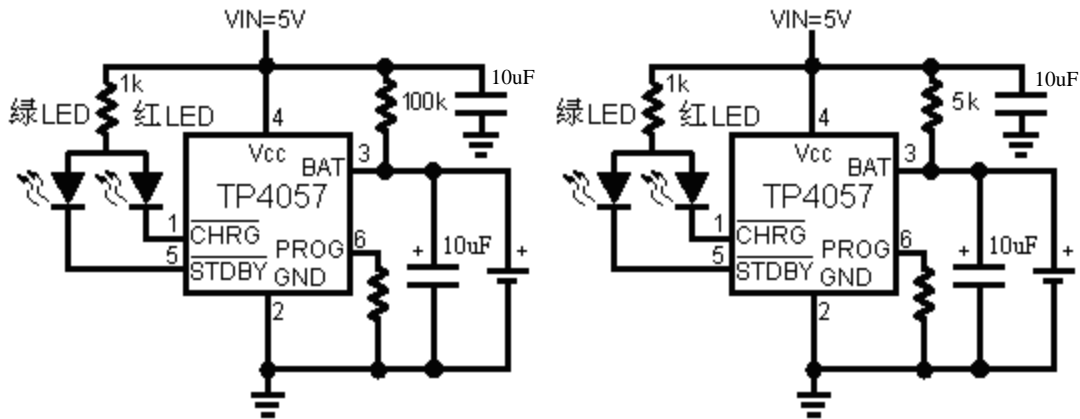 VIN=5V
1k
10uF
100k
绿LED
红LED
4
Vcc
3
BAT
TP4057
1
CHRG
5
STDBY
PROG
6
GND
+
10uF
+
2
VIN=5V
1k
10uF
5k
绿LED
红LED
4
Vcc
3
BAT
TP4057
1
CHRG
5
STDBY
PROG
6
GND
+
10uF
+
2